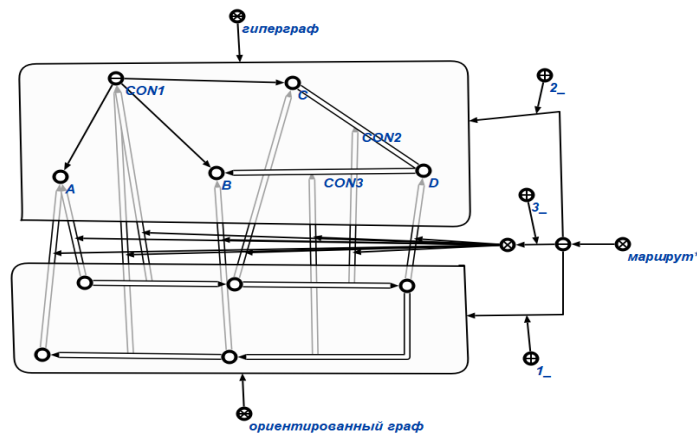 гиперграф
2_
CON1
C
CON2
A
B
CON3
D
3_
маршрут*
1_
ориентированный граф